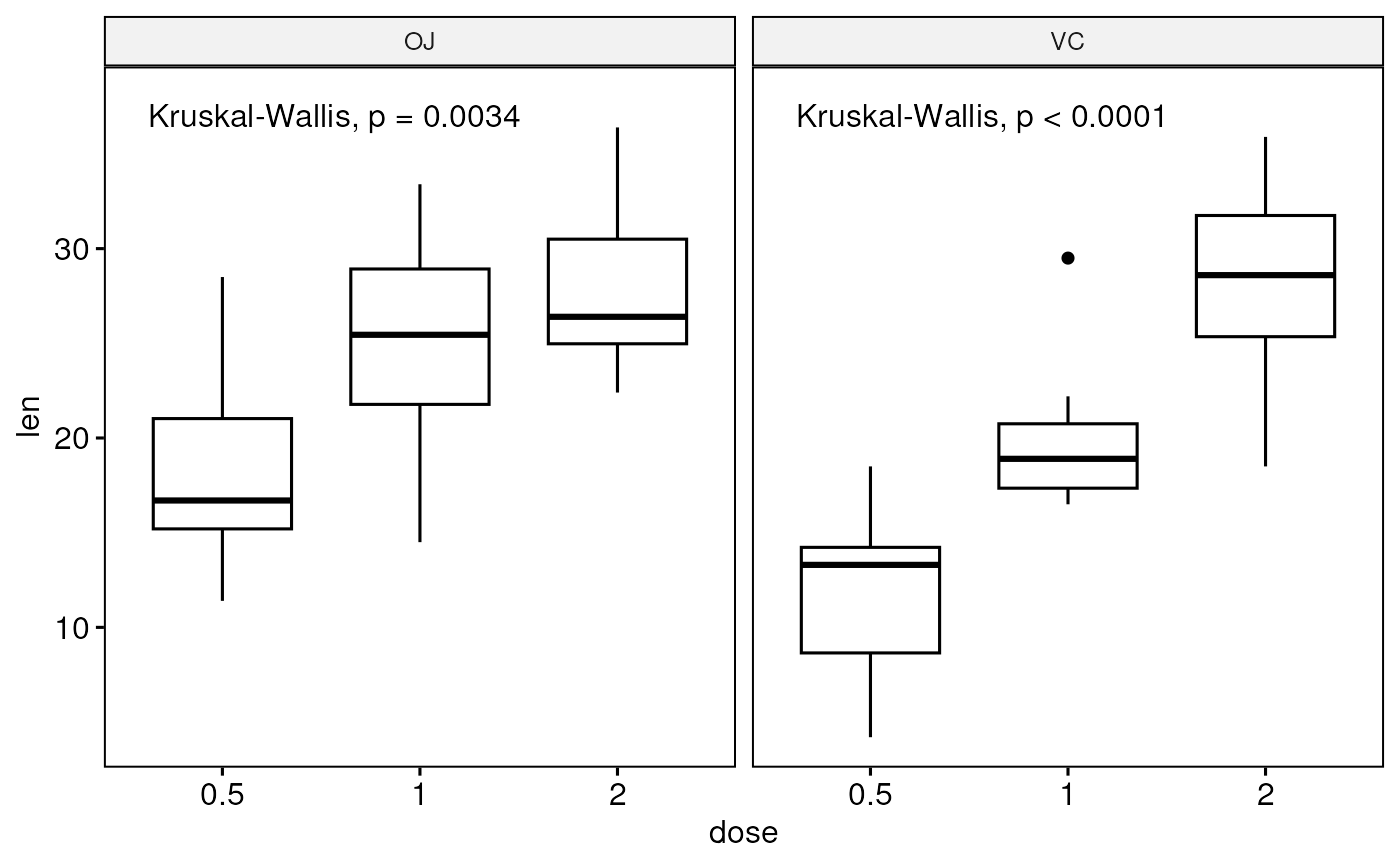 OJ
VC
Kruskal-Wallis, p = 0.0034
Kruskal-Wallis, p < 0.0001
len
30
20
10
0.5 1 2
0.5 1 2
dose